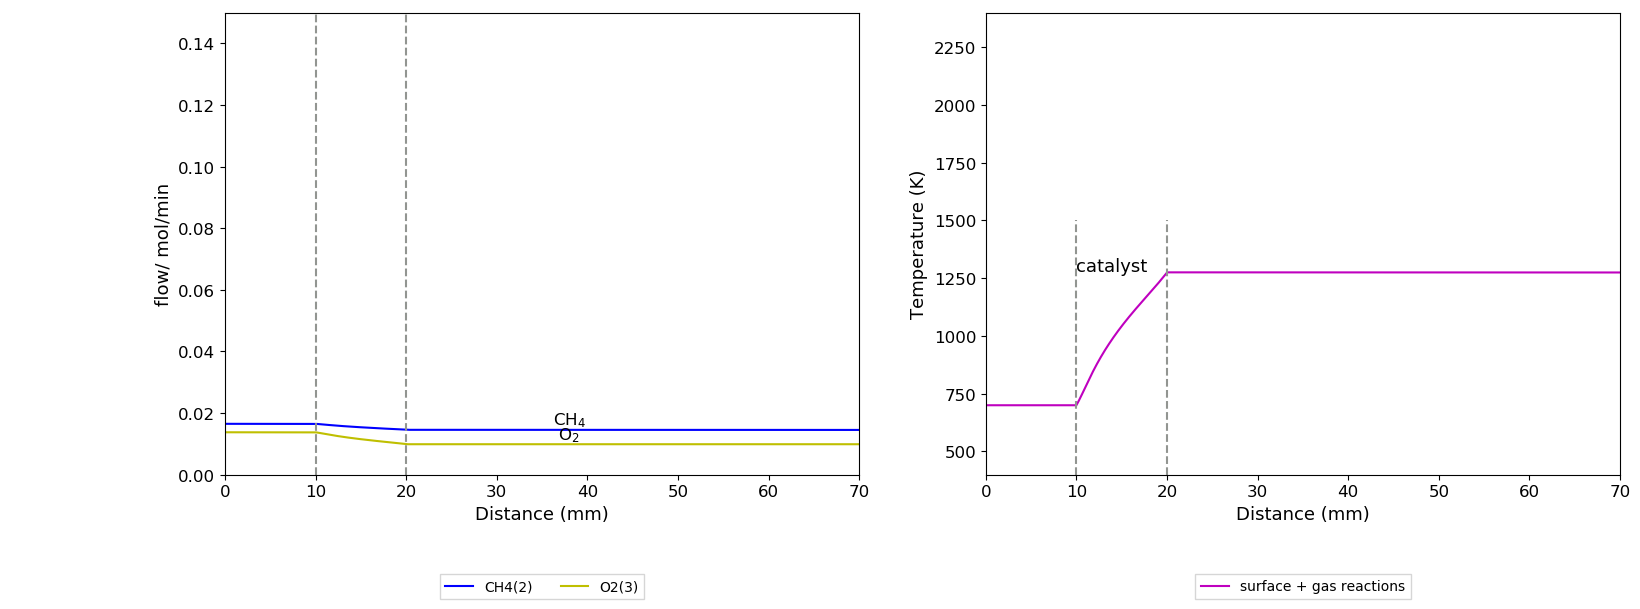 0.14
0.12
0.10
0.08
0.06
0.04
0.02
0.00
flow/ mol/min
CH4
O2
0 10 20 30 40 50 60 70
Distance (mm)
CH4(2) O2(3)
2250
2000
1750
1500
1250
1000
750
500
Temperature (K)
catalyst
0 10 20 30 40 50 60 70
Distance (mm)
surface + gas reactions